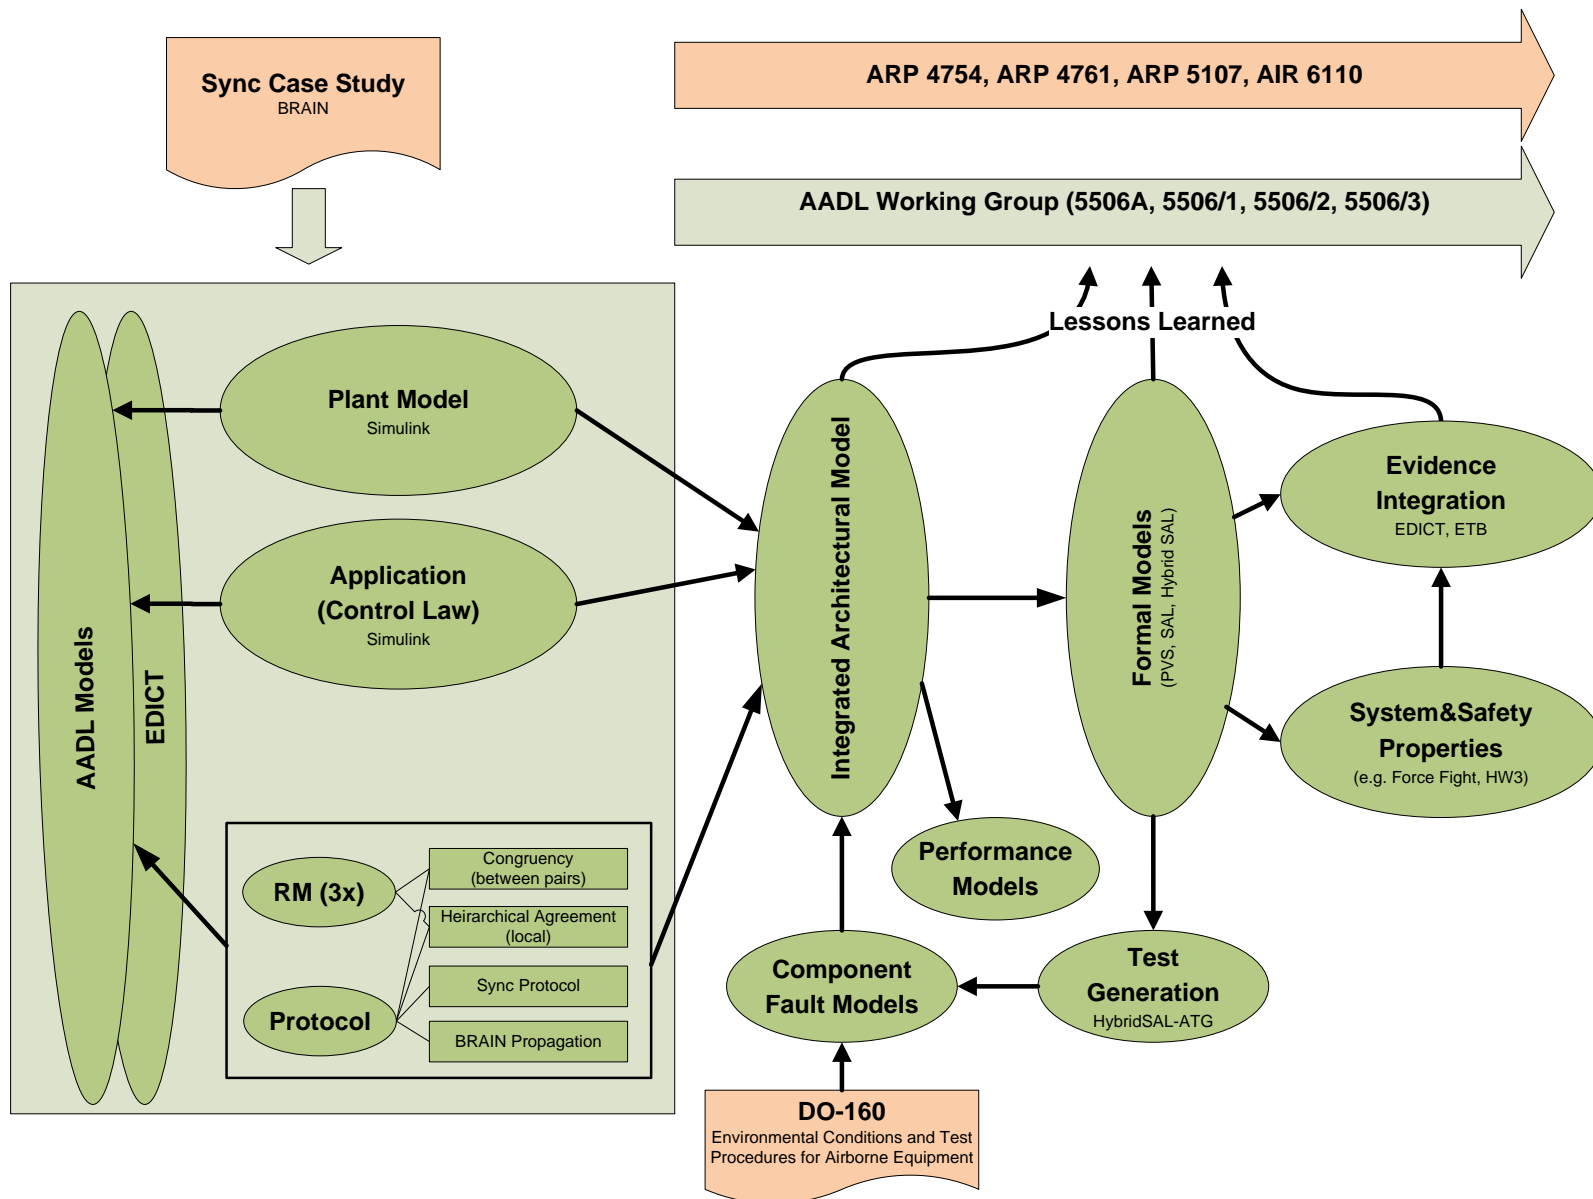 Sync Case Study
BRAIN
ARP 4754, ARP 4761, ARP 5107, AIR 6110
AADL Working Group (5506A, 5506/1, 5506/2, 5506/3)
Lessons Learned
AADL Models
EDICT
Plant Model
Simulink
Application
(Control Law)
Simulink
RM (3x)
Protocol
Congruency
(between pairs)
Heirarchical Agreement
(local)
Sync Protocol
BRAIN Propagation
Integrated Architectural Model
Formal Models
(PVS, SAL, Hybrid SAL)
Evidence
Integration
EDICT, ETB
System&Safety
Properties
(e.g. Force Fight, HW3)
Performance
Models
Component
Fault Models
Test
Generation
HybridSAL-ATG
DO-160
Environmental Conditions and Test
Procedures for Airborne Equipment